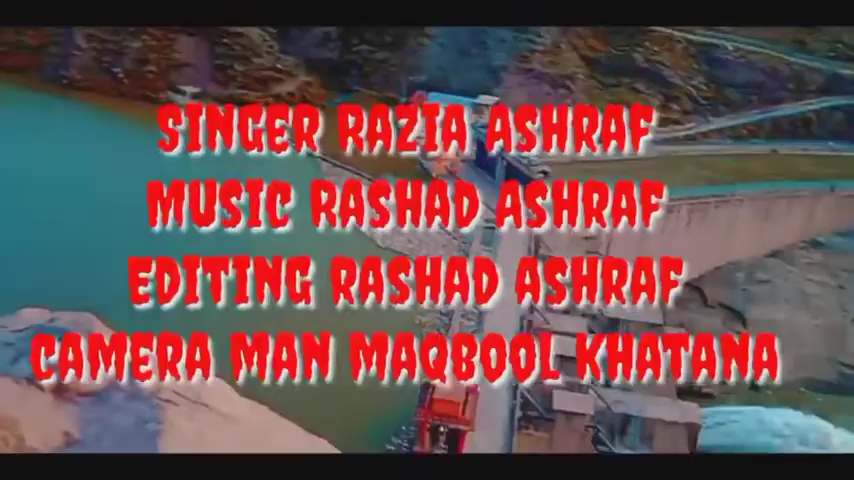 SINGER RAZIA ASHRAF
MUSIC RASHAD ASHRAF
EDITING RASHAD ASHRAF
CAMERA MAN MAQBOOL KHATANA